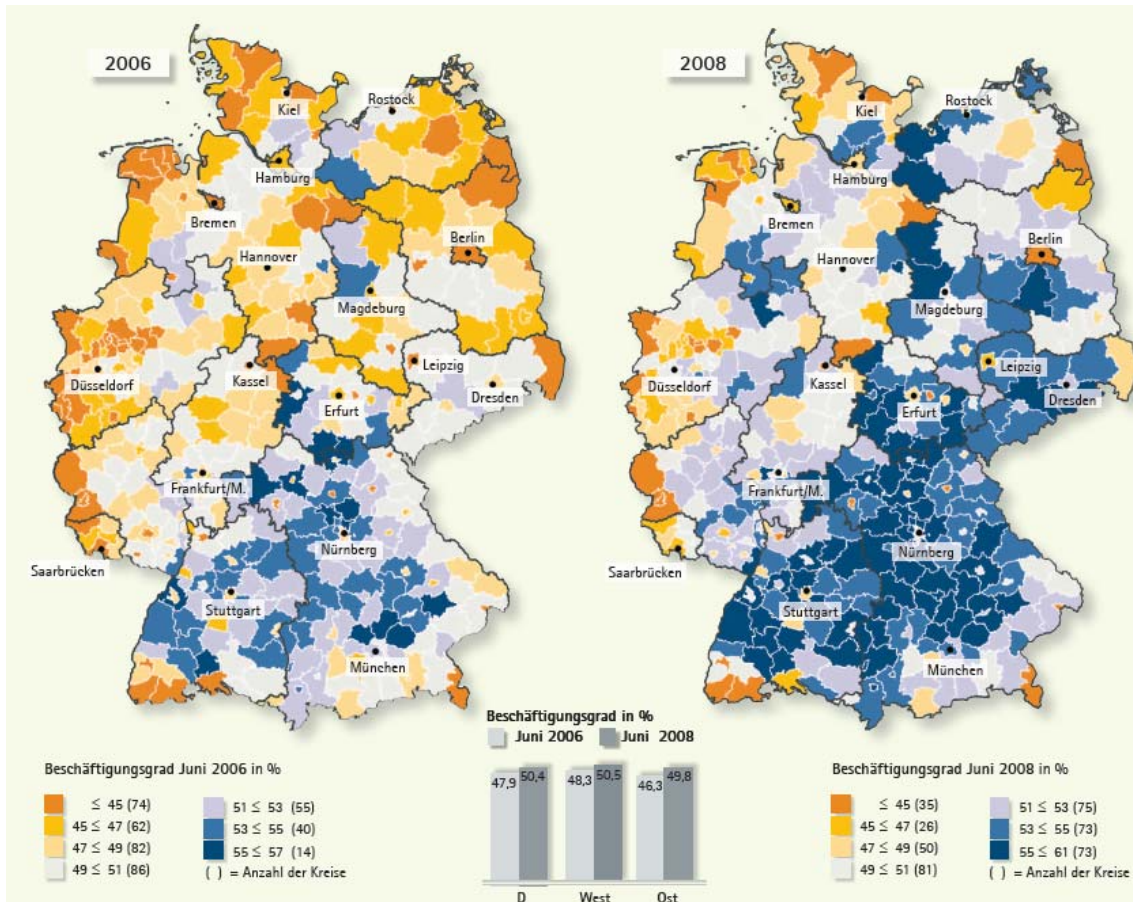 2006
Kiel
Rostock
Hamburg
Bremen
Berlin
Hannover
Magdeburg
Düsseldorf
Kassel
Leipzig
Erfurt
Dresden
Frankfurt/M.
Nürnberg
Saarbrücken
Stuttgart
München
2008
Kiel
Rostock
Hamburg
Bremen
Berlin
Hannover
Magdeburg
Düsseldorf
Kassel
Leipzig
Erfurt
Dresden
Frankfurt/M.
Nürnberg
Saarbrücken
Stuttgart
München
Beschäftigungsgrad Juni 2006 in %
≤ 45 (74)
45 ≤ 47 (62)
47 ≤ 49 (82)
49 ≤ 51 (86)
51 ≤ 53 (55)
53 ≤ 55 (40)
55 ≤ 57 (14)
( ) = Anzahl der Kreise
Beschäftigungsgrad in %
Juni 2006 Juni 2008
47,9 50,4 48,3 50,5 46,3 49,8
D West Ost
Beschäftigungsgrad Juni 2008 in %
≤ 45 (35)
45 ≤ 47 (26)
47 ≤ 49 (50)
49 ≤ 51 (81)
51 ≤ 53 (75)
53 ≤ 55 (73)
55 ≤ 61 (73)
( ) = Anzahl der Kreise